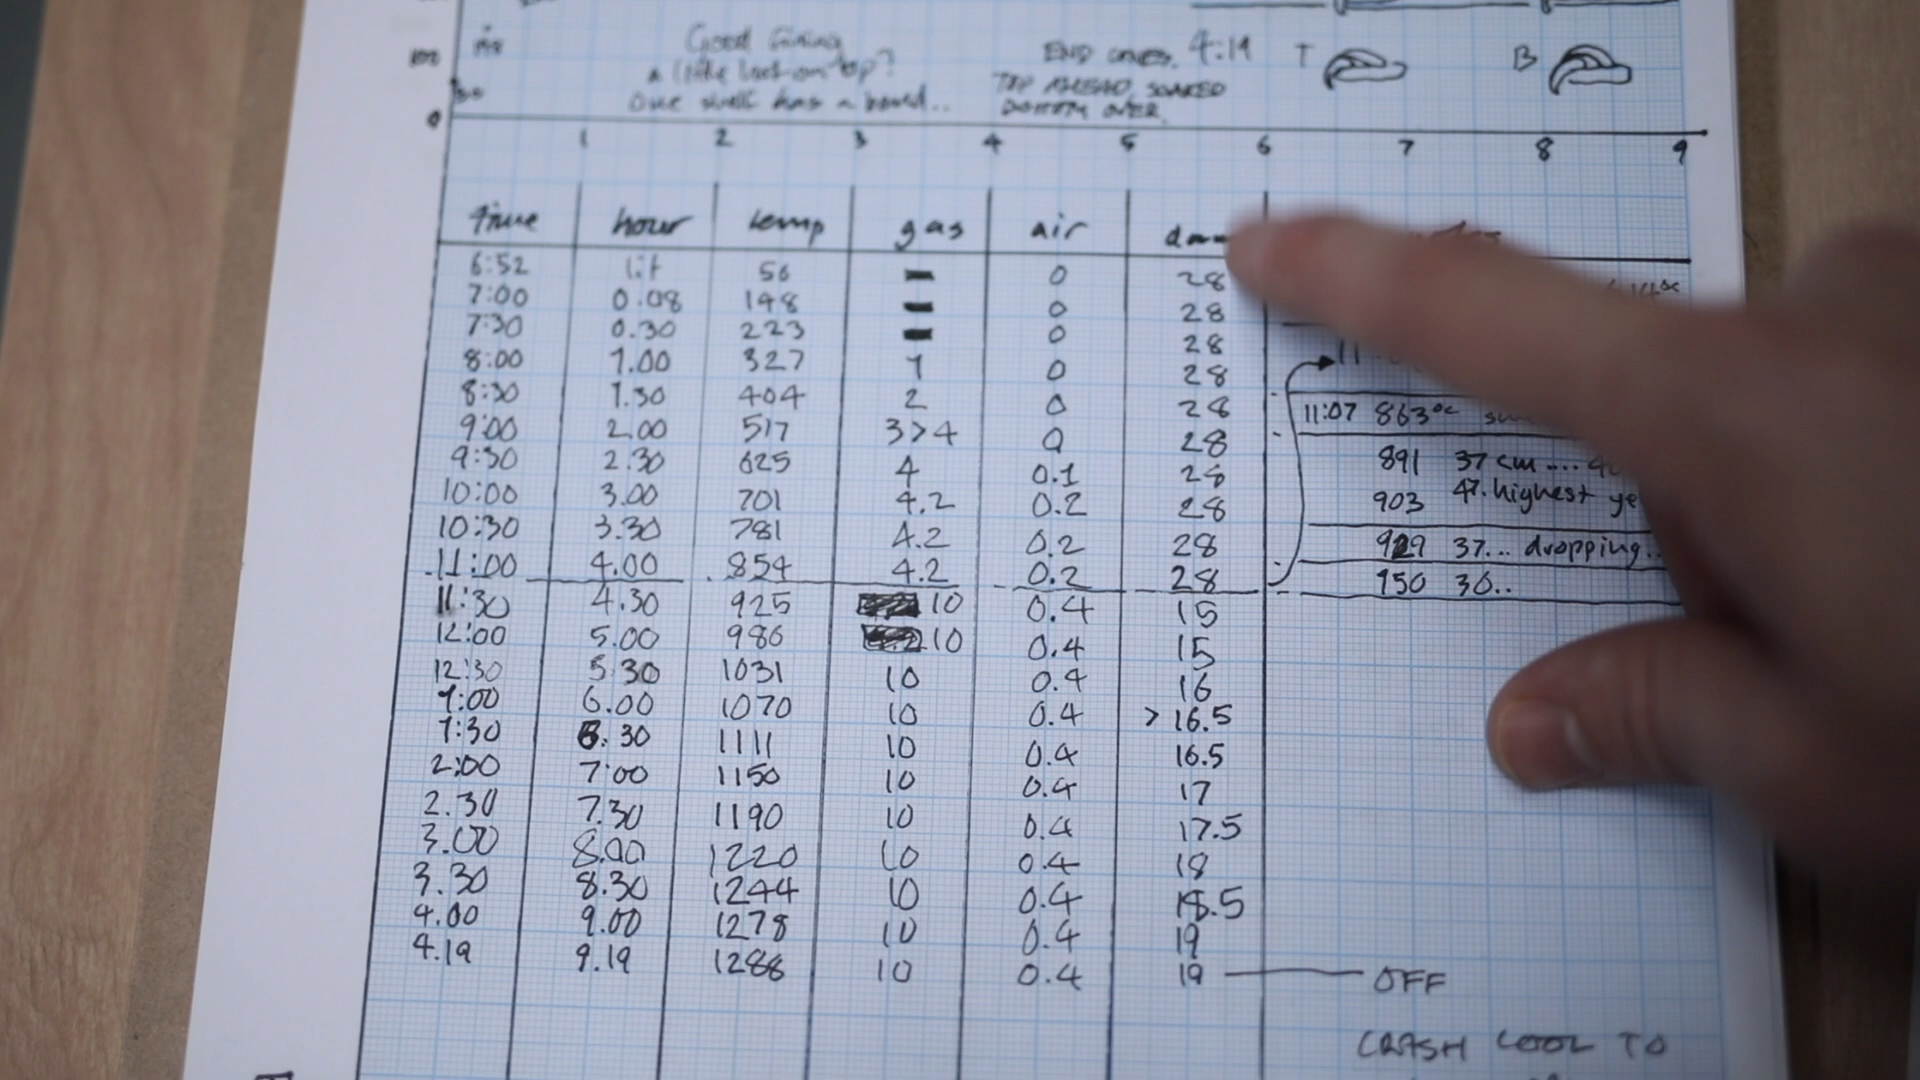 100
Good firing
END cones. 4:19 T B
a little last on top?
TOP AHEAD, SOAKED
One shelf has a
BOTTOM OVER
0
1 2 3 4 5 6 7 8 9
time hour temp gas air
6:52 lit 56 – 0 28
7:00 0.08 148 – 0 28
7:30 0.30 223 – 0 28
8:00 1.00 327 1 0 28
8:30 1.30 404 2 0 28
9:00 2.00 517 3>4 0 28
9:30 2.30 625 4 0.1 28
10:00 3.00 701 4.2 0.2 28
10:30 3.30 781 4.2 0.2 28
11:00 4.00 854 4.2 0.2 28
11:30 4.30 925 10 0.4 15
12:00 5.00 986 10 0.4 15
12:30 5.30 1031 10 0.4 16
1:00 6.00 1070 10 0.4 > 16.5
1:30 6.30 1111 10 0.4 16.5
2:00 7:00 1150 10 0.4 17
2.30 7.30 1190 10 0.4 17.5
3.00 8.00 1220 10 0.4 18
3.30 8.30 1244 10 0.4 18.5
4.00 9.00 1278 10 0.4 19
4.19 9.19 1288 10 0.4 19 — OFF
11:07 863°c
891 37 cm ....
903 47. highest
929 37... dropping..
950 30..
CRASH COOL TO